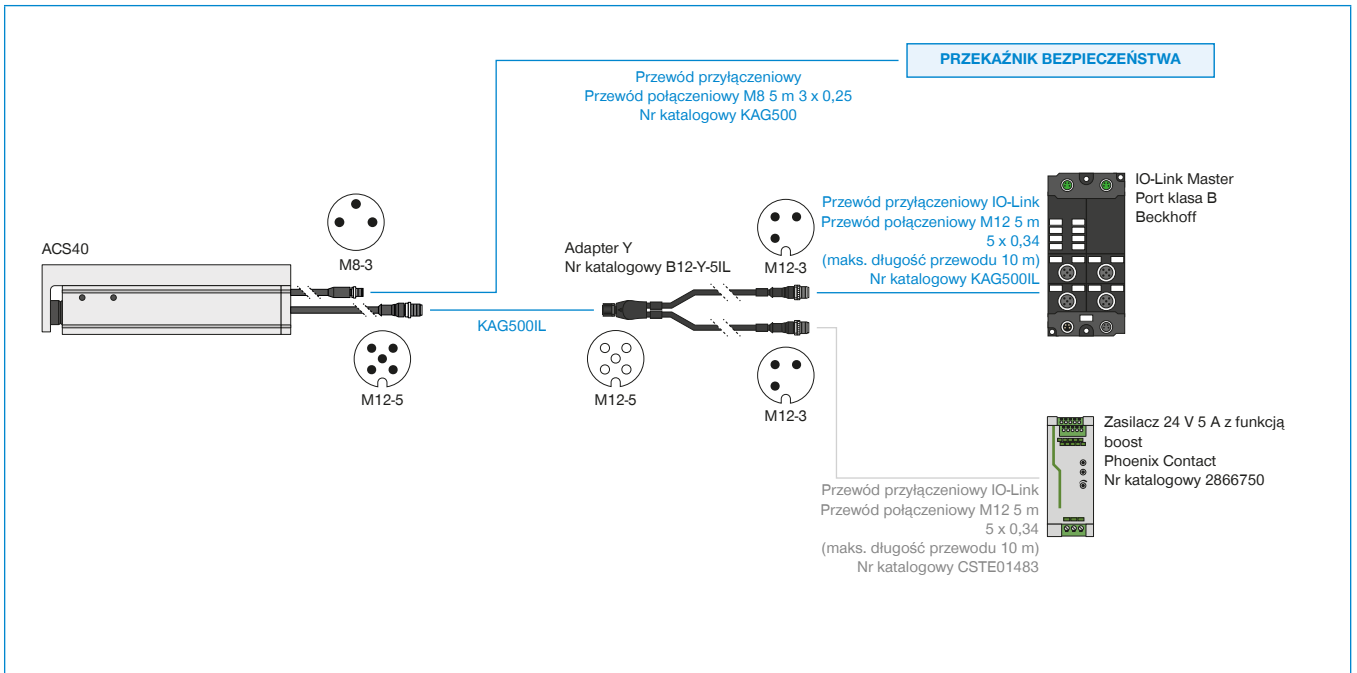 PRZEKAŹNIK BEZPIECZEŃSTWA
Przewód przyłączeniowy
Przewód połączeniowy M8 5 m 3 x 0,25
Nr katalogowy KAG500
ACS40
M8-3
M12-5
KAG500IL
Adapter Y
Nr katalogowy B12-Y-5IL
M12-5
M12-3
M12-3
Przewód przyłączeniowy IO-Link
Przewód połączeniowy M12 5 m
5 x 0,34
(maks. długość przewodu 10 m)
Nr katalogowy KAG500IL
IO-Link Master
Port klasa B
Beckhoff
Przewód przyłączeniowy IO-Link
Przewód połączeniowy M12 5 m
5 x 0,34
(maks. długość przewodu 10 m)
Nr katalogowy CSTE01483
Zasilacz 24 V 5 A z funkcją
boost
Phoenix Contact
Nr katalogowy 2866750